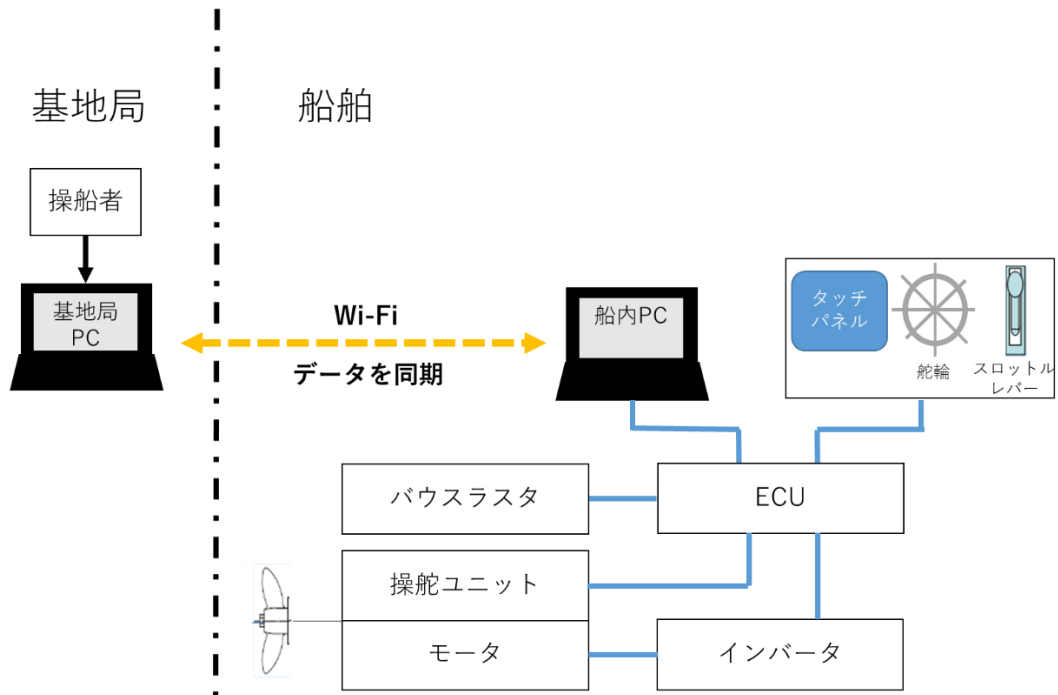 基地局
船舶
操船者
基地局
PC
Wi-Fi
データを同期
船内PC
タッチ
パネル
舵輪
スロットル
レバー
バウスラスタ
ECU
操舵ユニット
モータ
インバータ